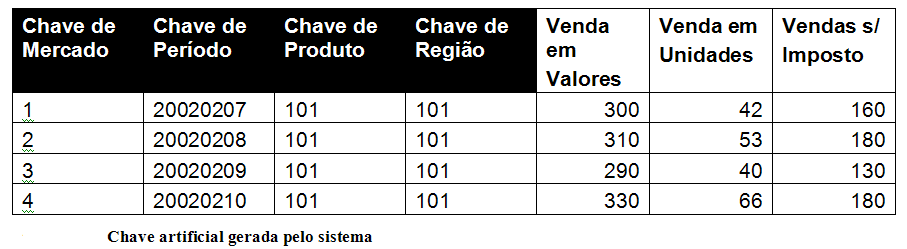 Chave de Mercado Chave de Período Chave de Produto Chave de Região Venda em Valores Venda em Unidades Vendas s/ Imposto
1 20020207 101 101 300 42 160
2 20020208 101 101 310 53 180
3 20020209 101 101 290 40 130
4 20020210 101 101 330 66 180
Chave artificial gerada pelo sistema